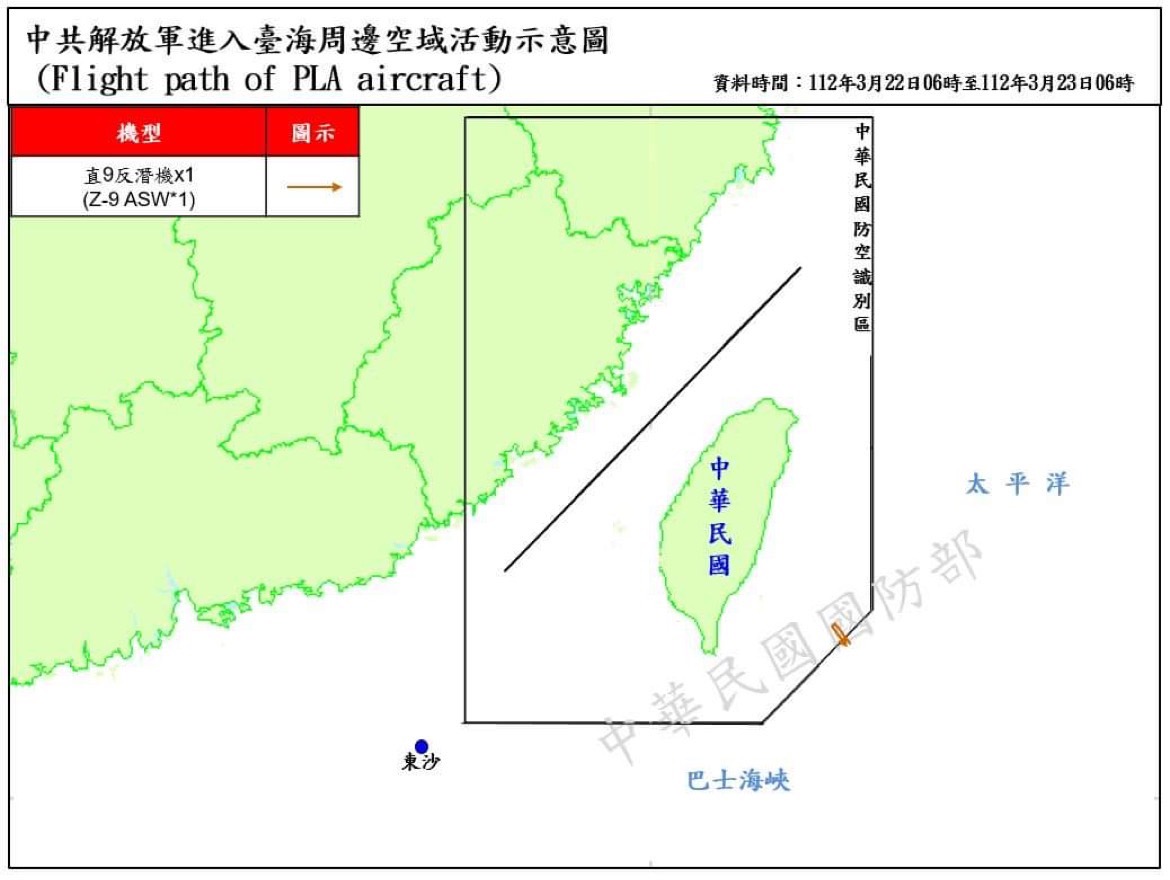 中共解放軍進入臺海周邊空域活動示意圖
(Flight path of PLA aircraft)
資料時間：112年3月22日06時至112年3月23日06時
機型
圖示
直9反潛機x1
(Z-9 ASW*1)
中華民國防空識別區
中華民國
太平洋
中華民國國防部
東沙
巴士海峽